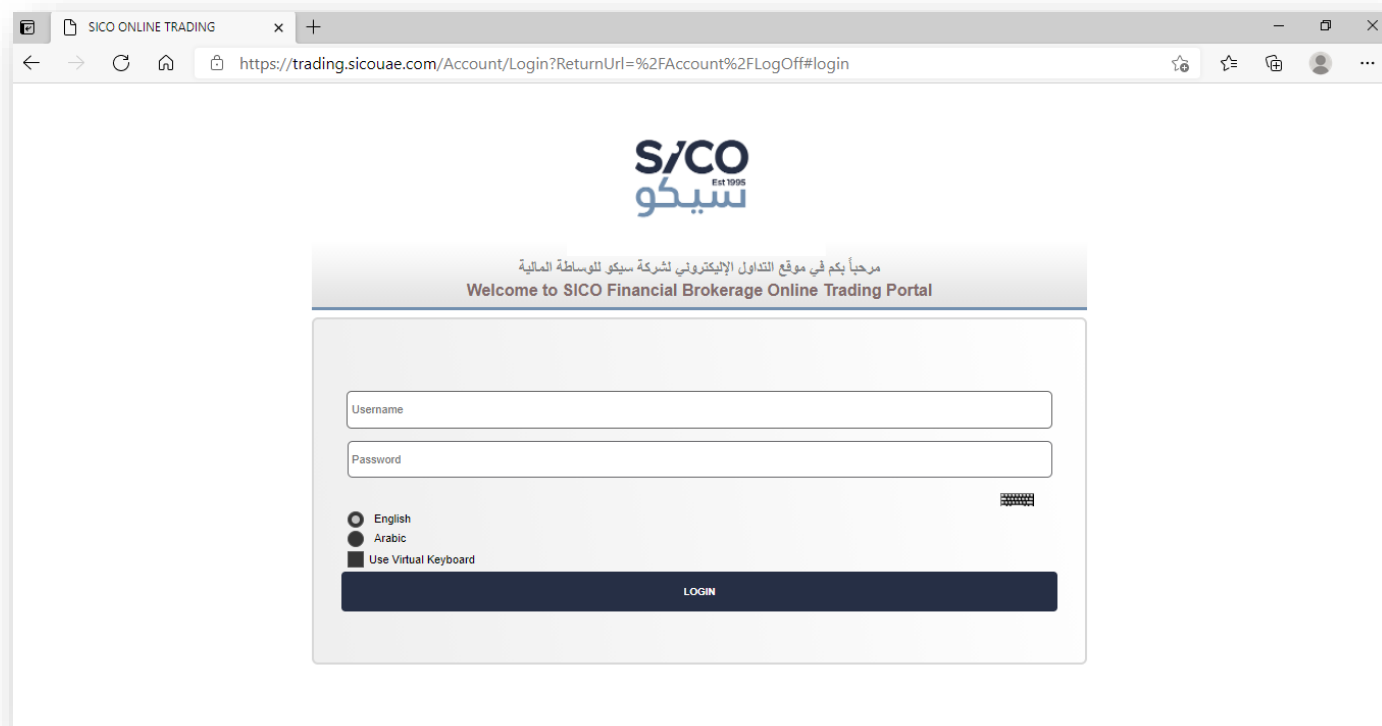 SICO ONLINE TRADING
https://trading.sicouae.com/Account/Login?ReturnUrl=%2FAccount%2FLogOff#login
SICO
Est 1995
سيكو
مرحباً بكم في موقع التداول الإليكتروني لشركة سيكو للوساطة المالية
Welcome to SICO Financial Brokerage Online Trading Portal
Username
Password
English
Arabic
Use Virtual Keyboard
LOGIN